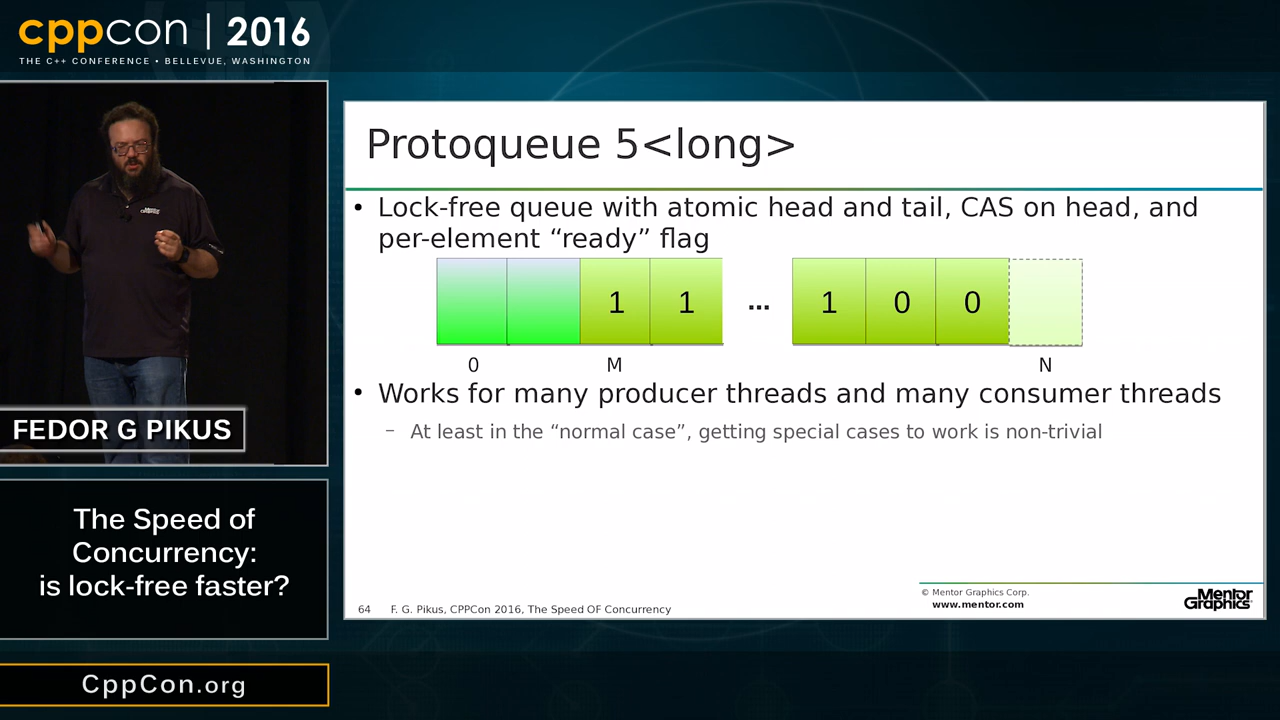 cppcon | 2016
THE C++ CONFERENCE • BELLEVUE, WASHINGTON
FEDOR G PIKUS
The Speed of
Concurrency:
is lock-free faster?
CppCon.org
Protoqueue 5<long>
• Lock-free queue with atomic head and tail, CAS on head, and
per-element “ready” flag
1 1 ... 1 0 0
0 M N
• Works for many producer threads and many consumer threads
– At least in the “normal case”, getting special cases to work is non-trivial
64 F. G. Pikus, CPPCon 2016, The Speed OF Concurrency
© Mentor Graphics Corp.
www.mentor.com
Mentor
Graphics